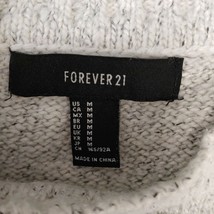 FOREVER 21
US M
CA M
MX M
BR M
EU M
UK M
KR M
JP M
CN 165/92A
MADE IN CHINA